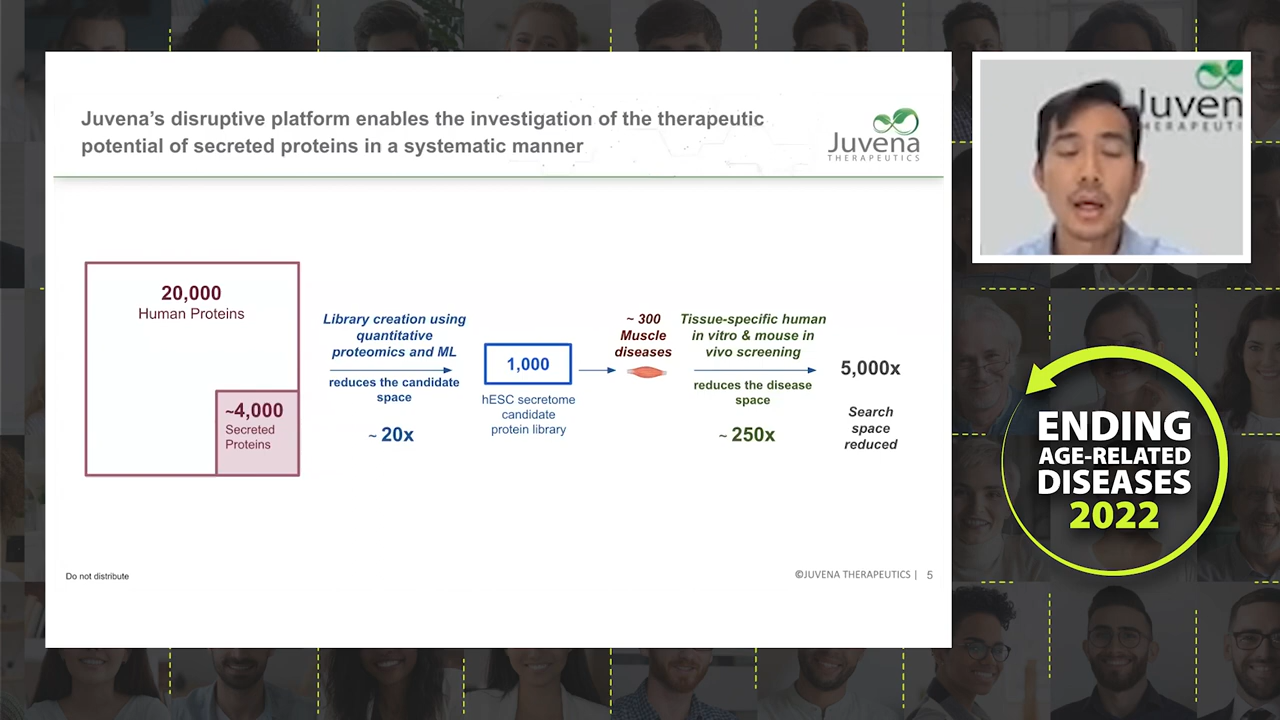 Juvena's disruptive platform enables the investigation of the therapeutic
potential of secreted proteins in a systematic manner
Juvena
THERAPEUTICS
20,000
Human Proteins
~4,000
Secreted
Proteins
Library creation using
quantitative
proteomics and ML
reduces the candidate
space
~ 20x
1,000
hESC secretome
candidate
protein library
~ 300
Muscle
diseases
Tissue-specific human
in vitro & mouse in
vivo screening
reduces the disease
space
~ 250x
5,000x
Search
space
reduced
Do not distribute
©JUVENA THERAPEUTICS | 5
Juven
HERAPEUTI
ENDING
AGE-RELATED
DISEASES
2022